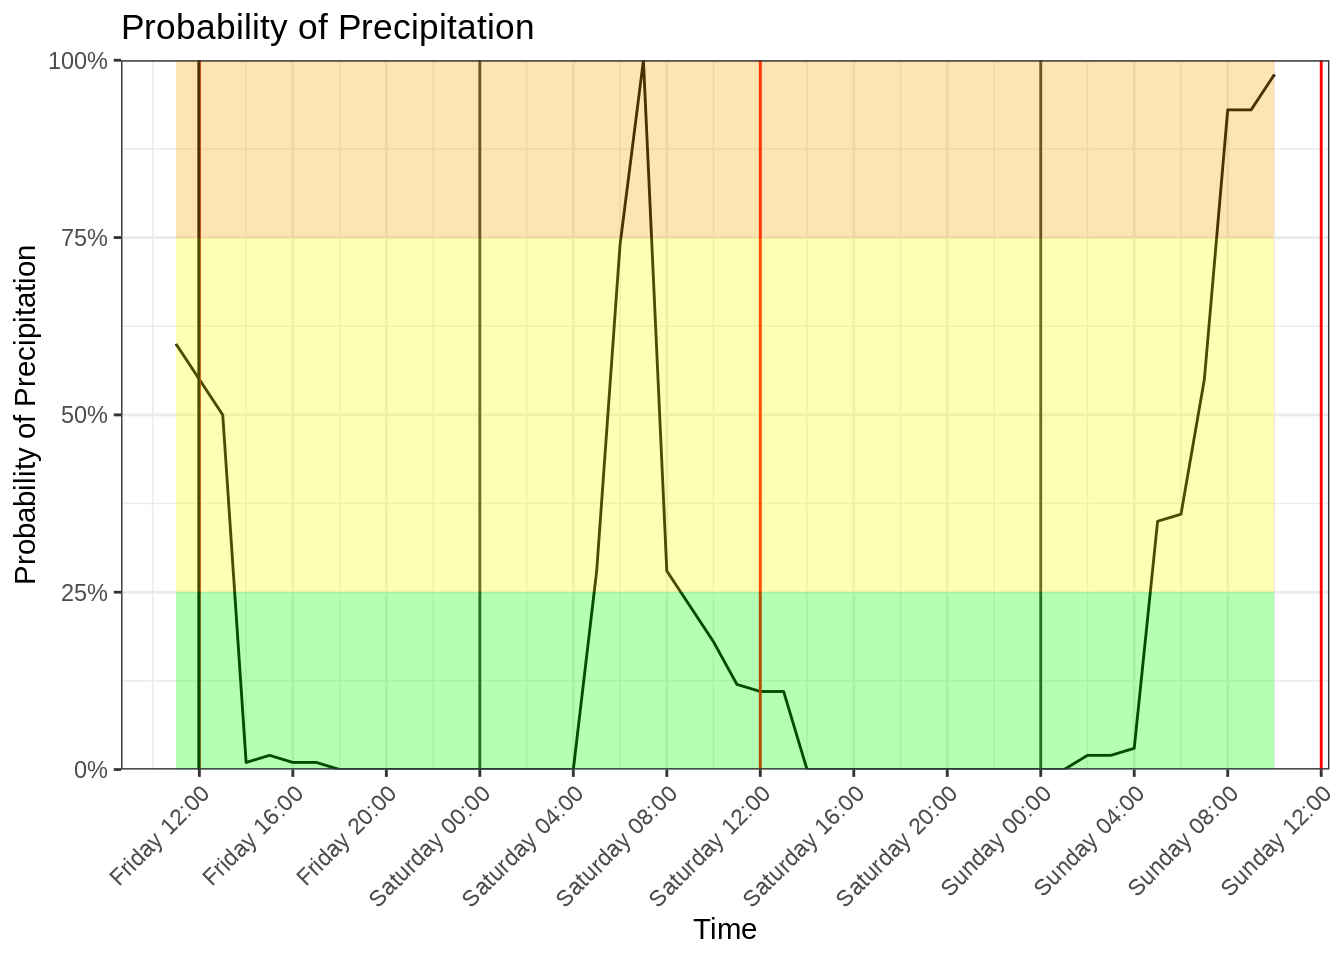 Probability of Precipitation
Probability of Precipitation
100%
75%
50%
25%
0%
Friday 12:00
Friday 16:00
Friday 20:00
Saturday 00:00
Saturday 04:00
Saturday 08:00
Saturday 12:00
Saturday 16:00
Saturday 20:00
Sunday 00:00
Sunday 04:00
Sunday 08:00
Sunday 12:00
Time